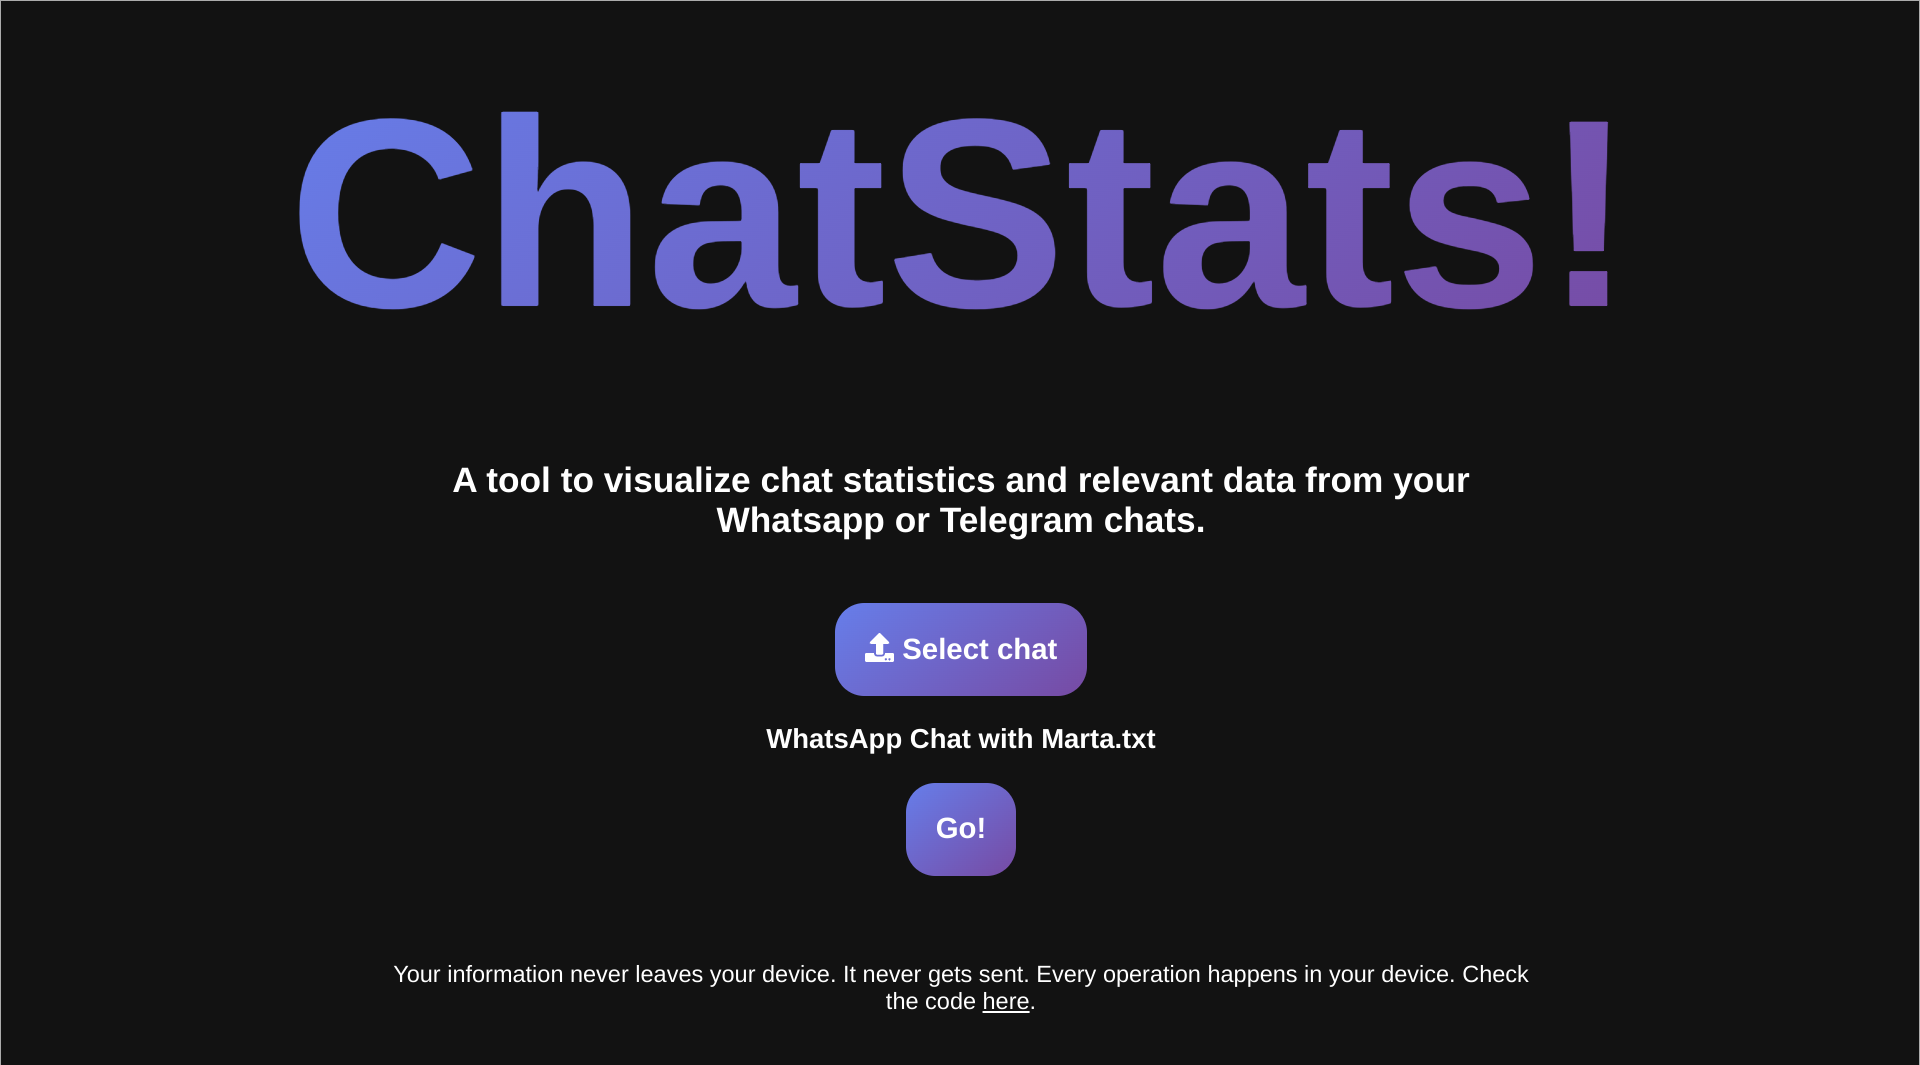 ChatStats!
A tool to visualize chat statistics and relevant data from your
Whatsapp or Telegram chats.
Select chat
WhatsApp Chat with Marta.txt
Go!
Your information never leaves your device. It never gets sent. Every operation happens in your device. Check
the code here.